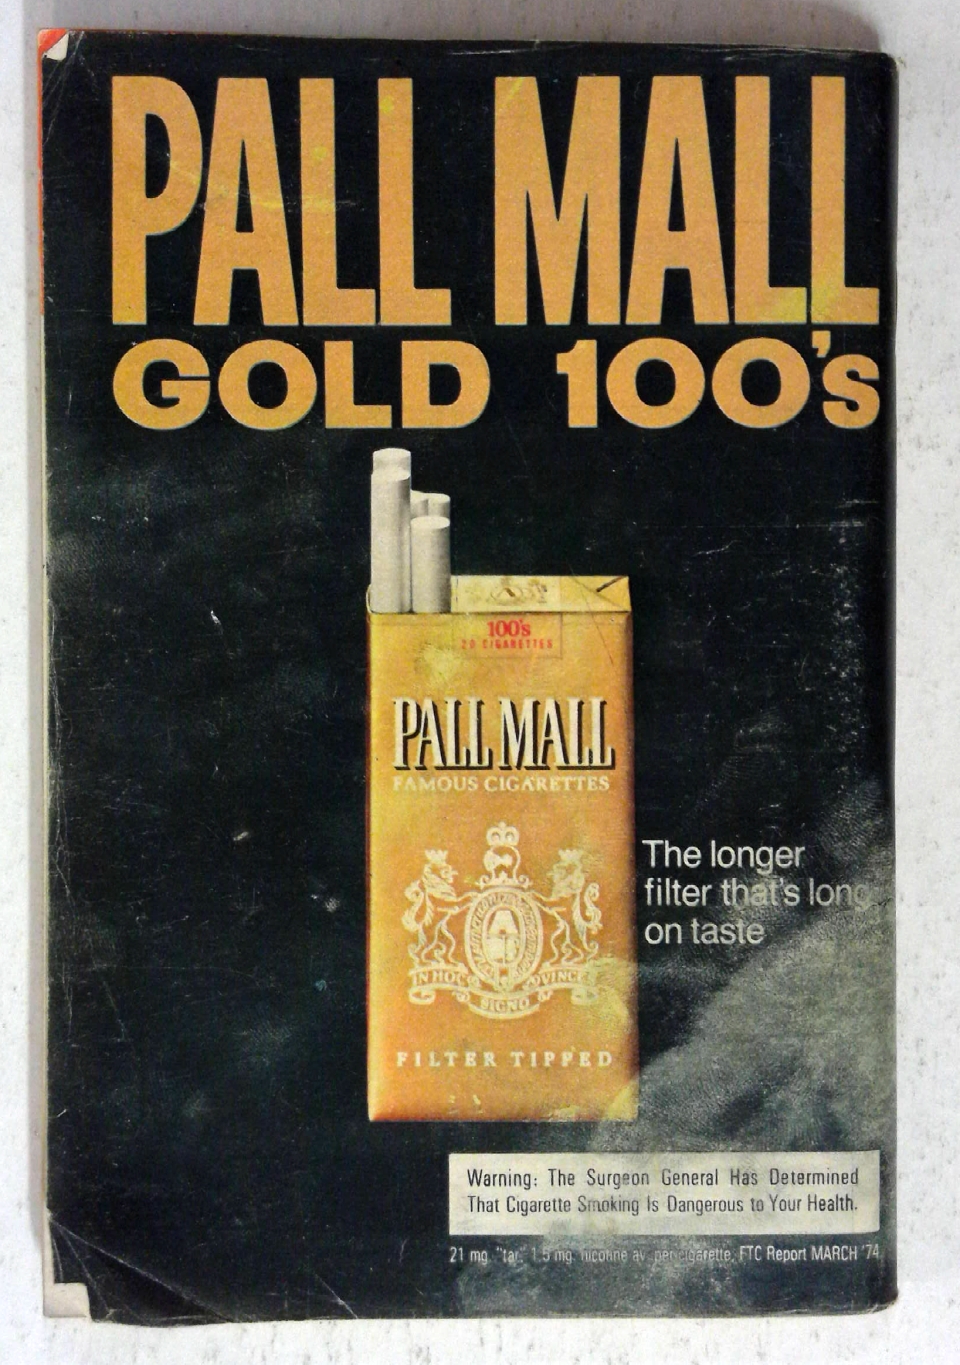 PALL MALL
GOLD 100's
100's
20 CIGARETTES
PALL MALL
FAMOUS CIGARETTES
IN HOC SIGNO VINCES
FILTER TIPPED
The longer
filter that's long
on taste
Warning: The Surgeon General Has Determined
That Cigarette Smoking Is Dangerous to Your Health.
21 mg. "tar," 1.5 mg. nicotine av. per cigarette, FTC Report MARCH '74